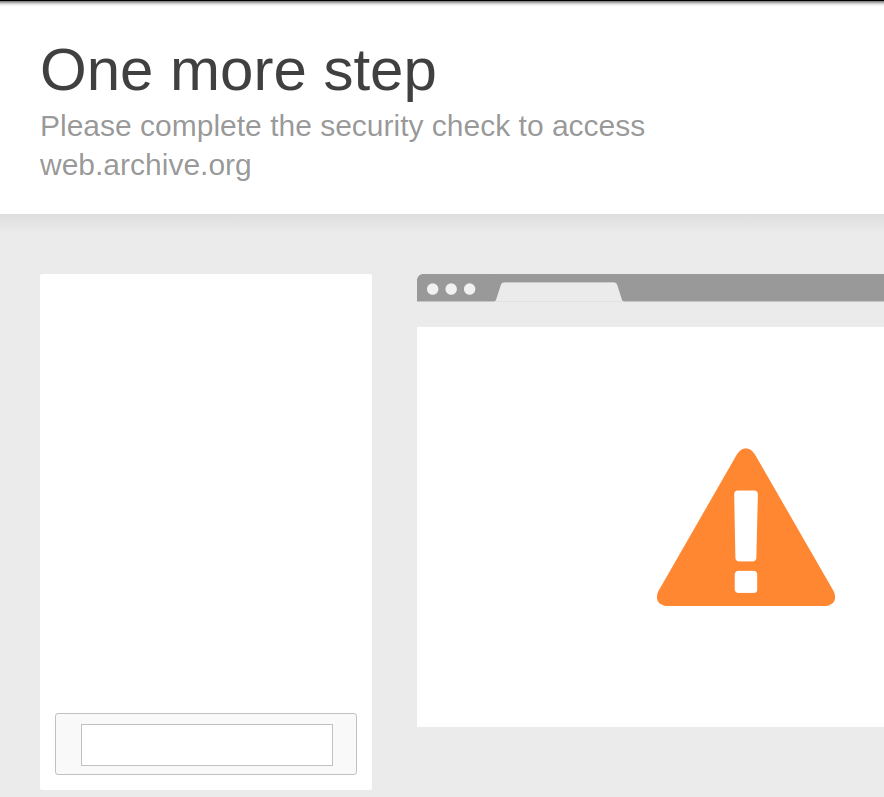 One more step
Please complete the security check to access
web.archive.org